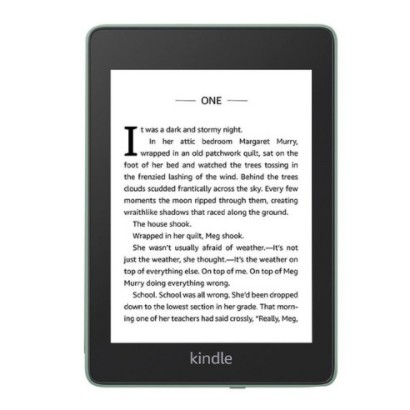 ONE
It was a dark and stormy night.
In her attic bedroom Margaret Murry,
wrapped in an old patchwork quilt, sat on the
foot of her bed and watched the trees tossing in
the frenzied lashing of the wind. Behind the trees
clouds scudded frantically across the sky. Every few
moments the moon ripped through them, creating
wraithlike shadows that raced along the ground.
The house shook.
Wrapped in her quilt, Meg shook.
She wasn't usually afraid of weather.—It's not
just the weather, she thought.—It's the weather on
top of everything else. On top of me. On top of Meg
Murry doing everything wrong.
School. School was all wrong. She'd been dropped
down to the lowest section in her grade. That morn-
ing one of her teachers had said crossly, "Really, Meg,
kindle